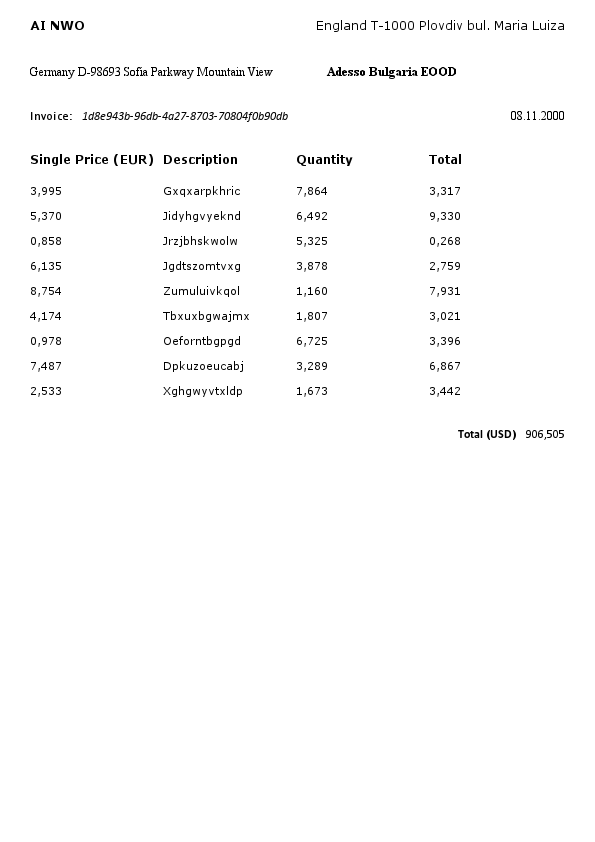 AI NWO England T-1000 Plovdiv bul. Maria Luiza
Germany D-98693 Sofia Parkway Mountain View Adesso Bulgaria EOOD
Invoice: 1d8e943b-96db-4a27-8703-70804f0b90db 08.11.2000
Single Price (EUR) Description Quantity Total
3,995 Gxqxarpkhric 7,864 3,317
5,370 Jidyhgvyeknd 6,492 9,330
0,858 Jrzjbhskwolw 5,325 0,268
6,135 Jgdtszomtvxg 3,878 2,759
8,754 Zumuluivkqol 1,160 7,931
4,174 Tbxuxbgwajmx 1,807 3,021
0,978 Oeforntbgpgd 6,725 3,396
7,487 Dpkuzoeucabj 3,289 6,867
2,533 Xghgwyvtxldp 1,673 3,442
Total (USD) 906,505